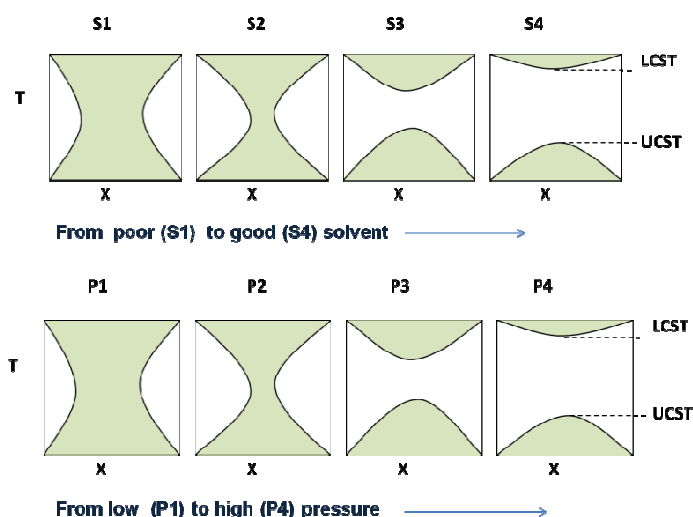 S1 S2 S3 S4
LCST
T
UCST
X X X X
From poor (S1) to good (S4) solvent
P1 P2 P3 P4
LCST
T
UCST
X X X X
From low (P1) to high (P4) pressure